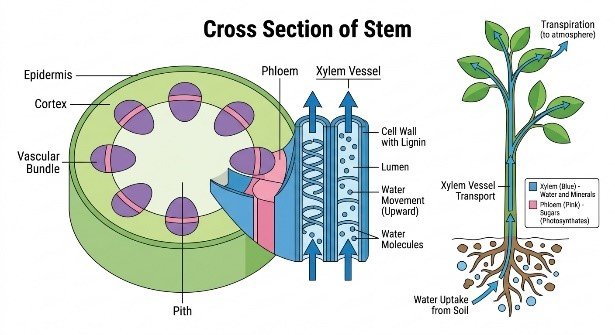 Cross Section of Stem
Epidermis
Cortex
Vascular
Bundle
Pith
Phloem
Xylem Vessel
Cell Wall
with Lignin
Lumen
Water
Movement
(Upward)
Water
Molecules
Transpiration
(to atmosphere)
Xylem Vessel
Transport
Xylem (Blue) -
Water and Minerals
Phloem (Pink) -
Sugars
(Photosynthates)
Water Uptake
from Soil